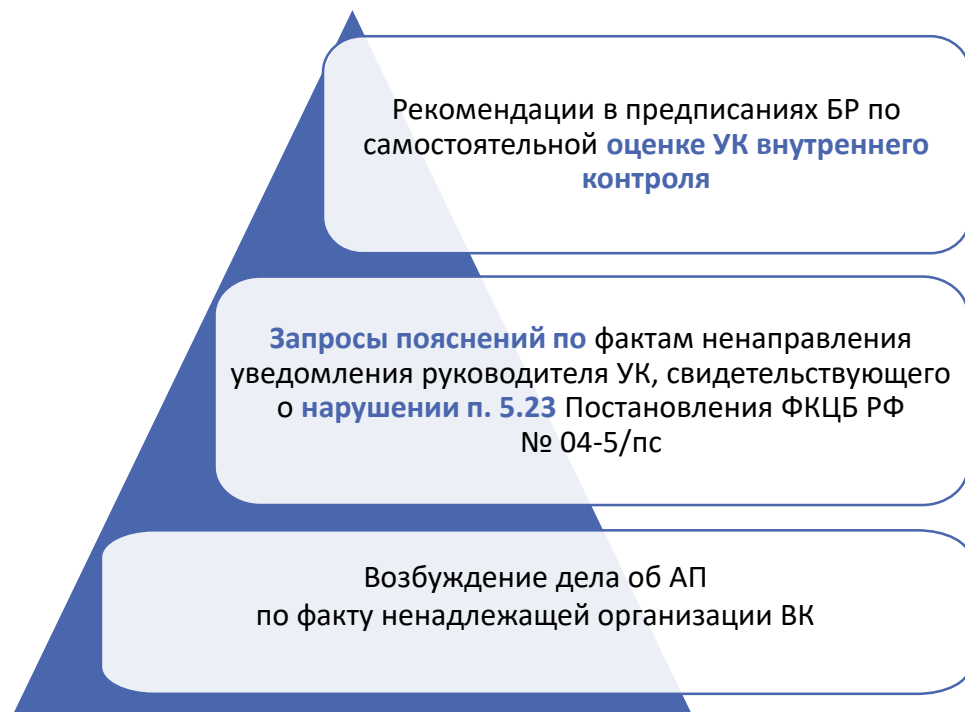 Рекомендации в предписаниях БР по
самостоятельной оценке УК внутреннего
контроля
Запросы пояснений по фактам ненаправления
уведомления руководителя УК, свидетельствующего
о нарушении п. 5.23 Постановления ФКЦБ РФ
№ 04-5/пс
Возбуждение дела об АП
по факту ненадлежащей организации ВК